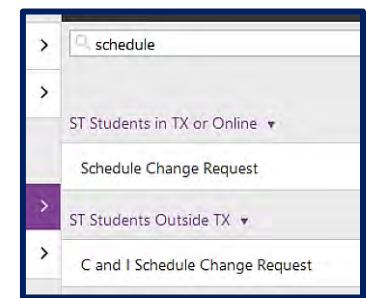 schedule
ST Students in TX or Online ▼
Schedule Change Request
ST Students Outside TX ▼
C and I Schedule Change Request